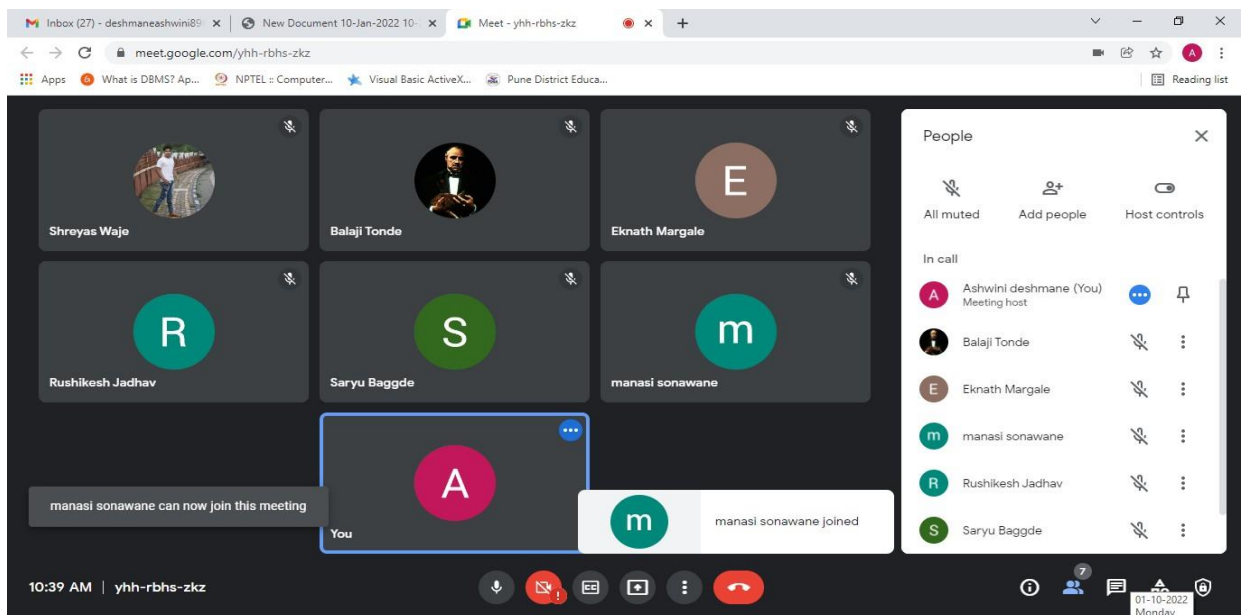 Inbox (27) - deshmaneashwini89
New Document 10-Jan-2022 10-
Meet - yhh-rbhs-zkz
meet.google.com/yhh-rbhs-zkz
A
Apps
What is DBMS? Ap...
NPTEL :: Computer...
Visual Basic ActiveX...
Pune District Educa...
Reading list
Shreyas Waje
Balaji Tonde
E
Eknath Margale
R
Rushikesh Jadhav
S
Saryu Baggde
m
manasi sonawane
A
You
manasi sonawane can now join this meeting
m
manasi sonawane joined
People
All muted
Add people
Host controls
In call
A
Ashwini deshmane (You)
Meeting host
Balaji Tonde
E
Eknath Margale
m
manasi sonawane
R
Rushikesh Jadhav
S
Saryu Baggde
10:39 AM | yhh-rbhs-zkz
CC
7
01-10-2022
Monday